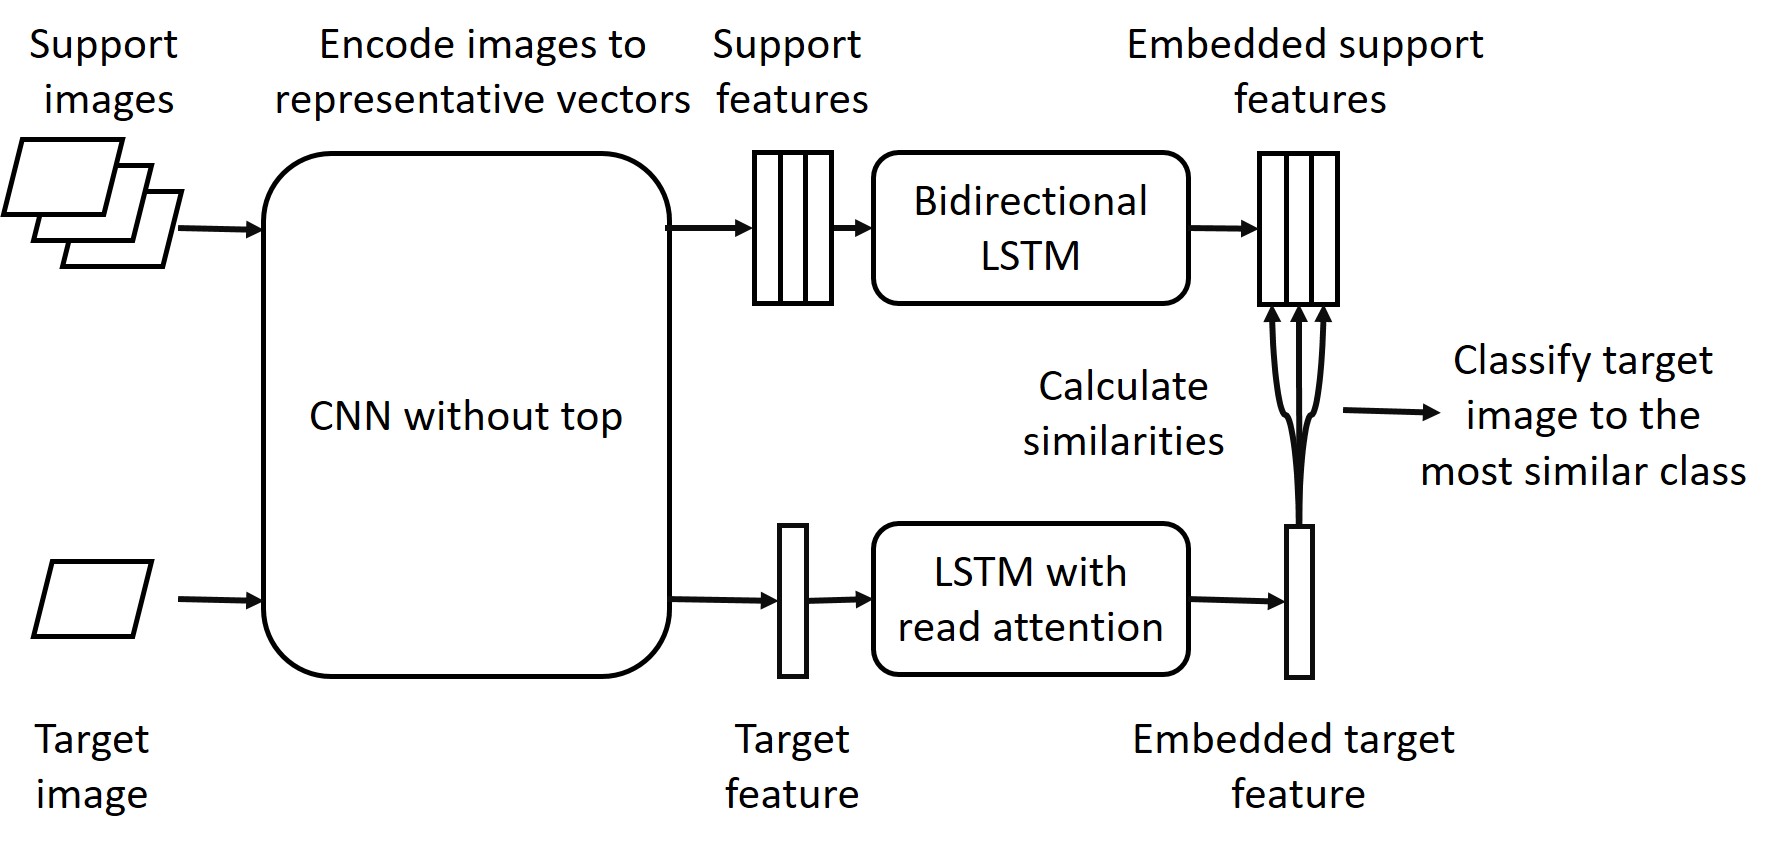 Support
images
Encode images to
representative vectors
Support
features
Embedded support
features
Bidirectional
LSTM
CNN without top
Calculate
similarities
Classify target
image to the
most similar class
LSTM with
read attention
Target
image
Target
feature
Embedded target
feature